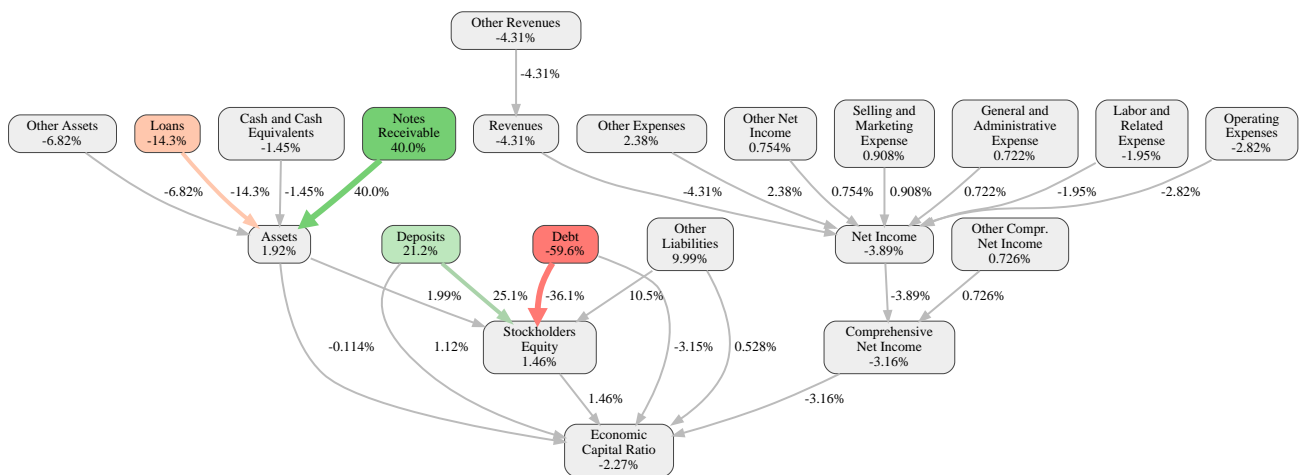 Other Revenues
-4.31%
-4.31%
Other Assets
-6.82%
Loans
-14.3%
Cash and Cash
Equivalents
-1.45%
Notes
Receivable
40.0%
Revenues
-4.31%
Other Expenses
2.38%
Other Net
Income
0.754%
Selling and
Marketing
Expense
0.908%
General and
Administrative
Expense
0.722%
Labor and
Related
Expense
-1.95%
Operating
Expenses
-2.82%
-6.82%
-14.3%
-1.45%
40.0%
-4.31%
2.38%
0.754%
0.908%
0.722%
-1.95%
-2.82%
Assets
1.92%
Deposits
21.2%
Debt
-59.6%
Other
Liabilities
9.99%
Net Income
-3.89%
Other Compr.
Net Income
0.726%
1.99%
25.1%
-36.1%
10.5%
-3.89%
0.726%
Stockholders
Equity
1.46%
Comprehensive
Net Income
-3.16%
-0.114%
1.12%
-3.15%
0.528%
1.46%
-3.16%
Economic
Capital Ratio
-2.27%